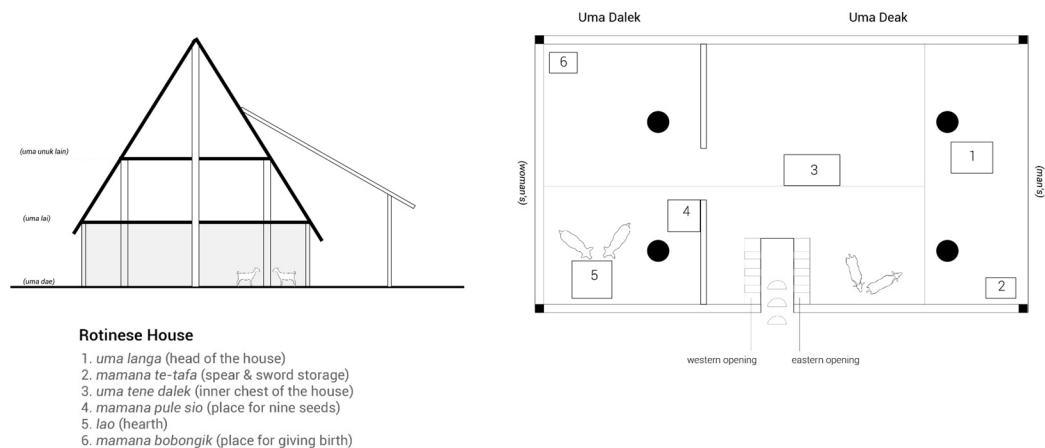 (uma unuk lain)
(uma lai)
(uma dae)
Rotinese House
1. uma langa (head of the house)
2. mamana te-tafa (spear & sword storage)
3. uma tene dalek (inner chest of the house)
4. mamana pule sio (place for nine seeds)
5. lao (hearth)
6. mamana bobongik (place for giving birth)
Uma Dalek
Uma Deak
6
1
3
(woman's)
(man's)
4
5
2
western opening
eastern opening